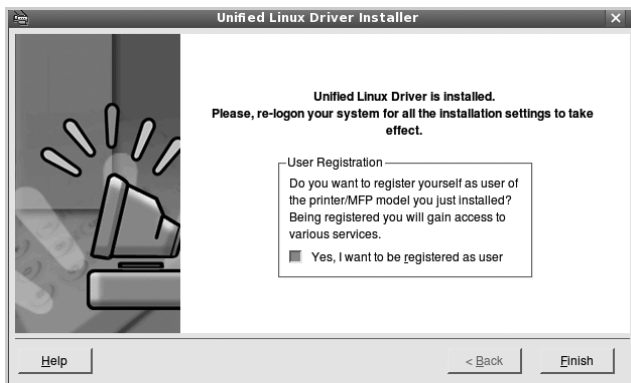 Unified Linux Driver Installer
Unified Linux Driver is installed.
Please, re-logon your system for all the installation settings to take
effect.
User Registration
Do you want to register yourself as user of
the printer/MFP model you just installed?
Being registered you will gain access to
various services.
Yes, I want to be registered as user
Help
< Back
Finish